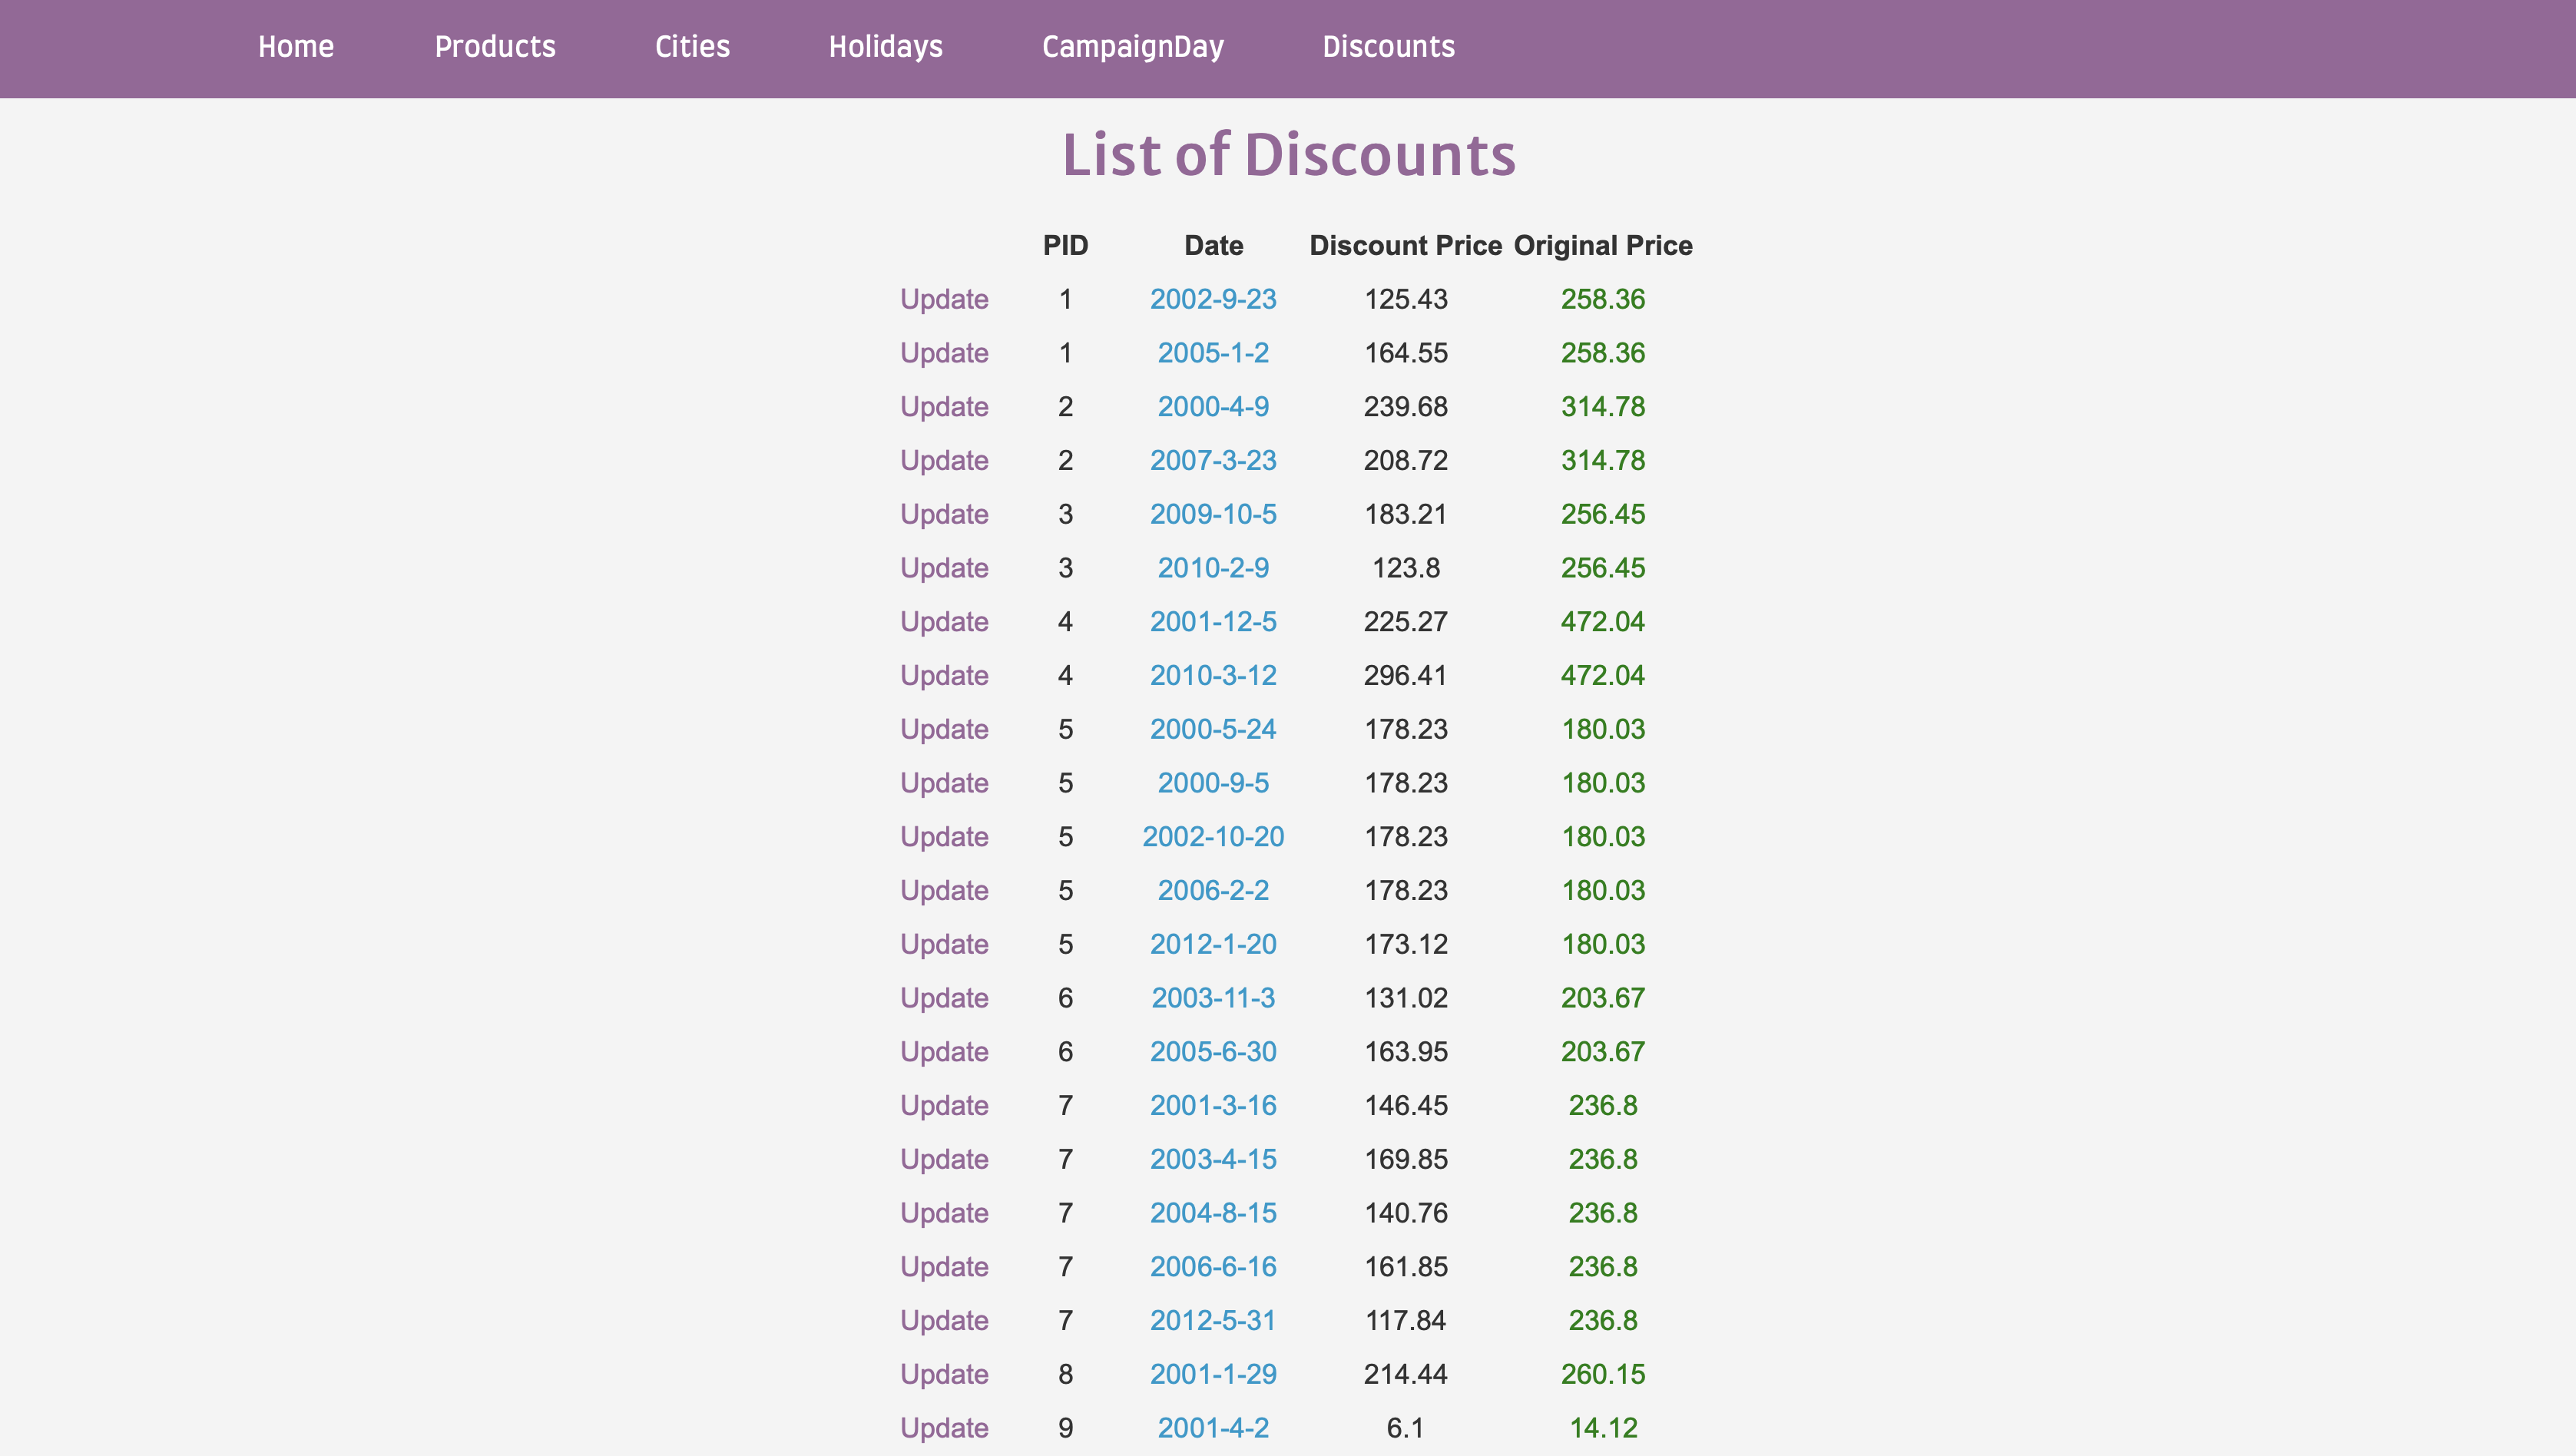 Home Products Cities Holidays CampaignDay Discounts
List of Discounts
PID Date Discount Price Original Price
Update 1 2002-9-23 125.43 258.36
Update 1 2005-1-2 164.55 258.36
Update 2 2000-4-9 239.68 314.78
Update 2 2007-3-23 208.72 314.78
Update 3 2009-10-5 183.21 256.45
Update 3 2010-2-9 123.8 256.45
Update 4 2001-12-5 225.27 472.04
Update 4 2010-3-12 296.41 472.04
Update 5 2000-5-24 178.23 180.03
Update 5 2000-9-5 178.23 180.03
Update 5 2002-10-20 178.23 180.03
Update 5 2006-2-2 178.23 180.03
Update 5 2012-1-20 173.12 180.03
Update 6 2003-11-3 131.02 203.67
Update 6 2005-6-30 163.95 203.67
Update 7 2001-3-16 146.45 236.8
Update 7 2003-4-15 169.85 236.8
Update 7 2004-8-15 140.76 236.8
Update 7 2006-6-16 161.85 236.8
Update 7 2012-5-31 117.84 236.8
Update 8 2001-1-29 214.44 260.15
Update 9 2001-4-2 6.1 14.12